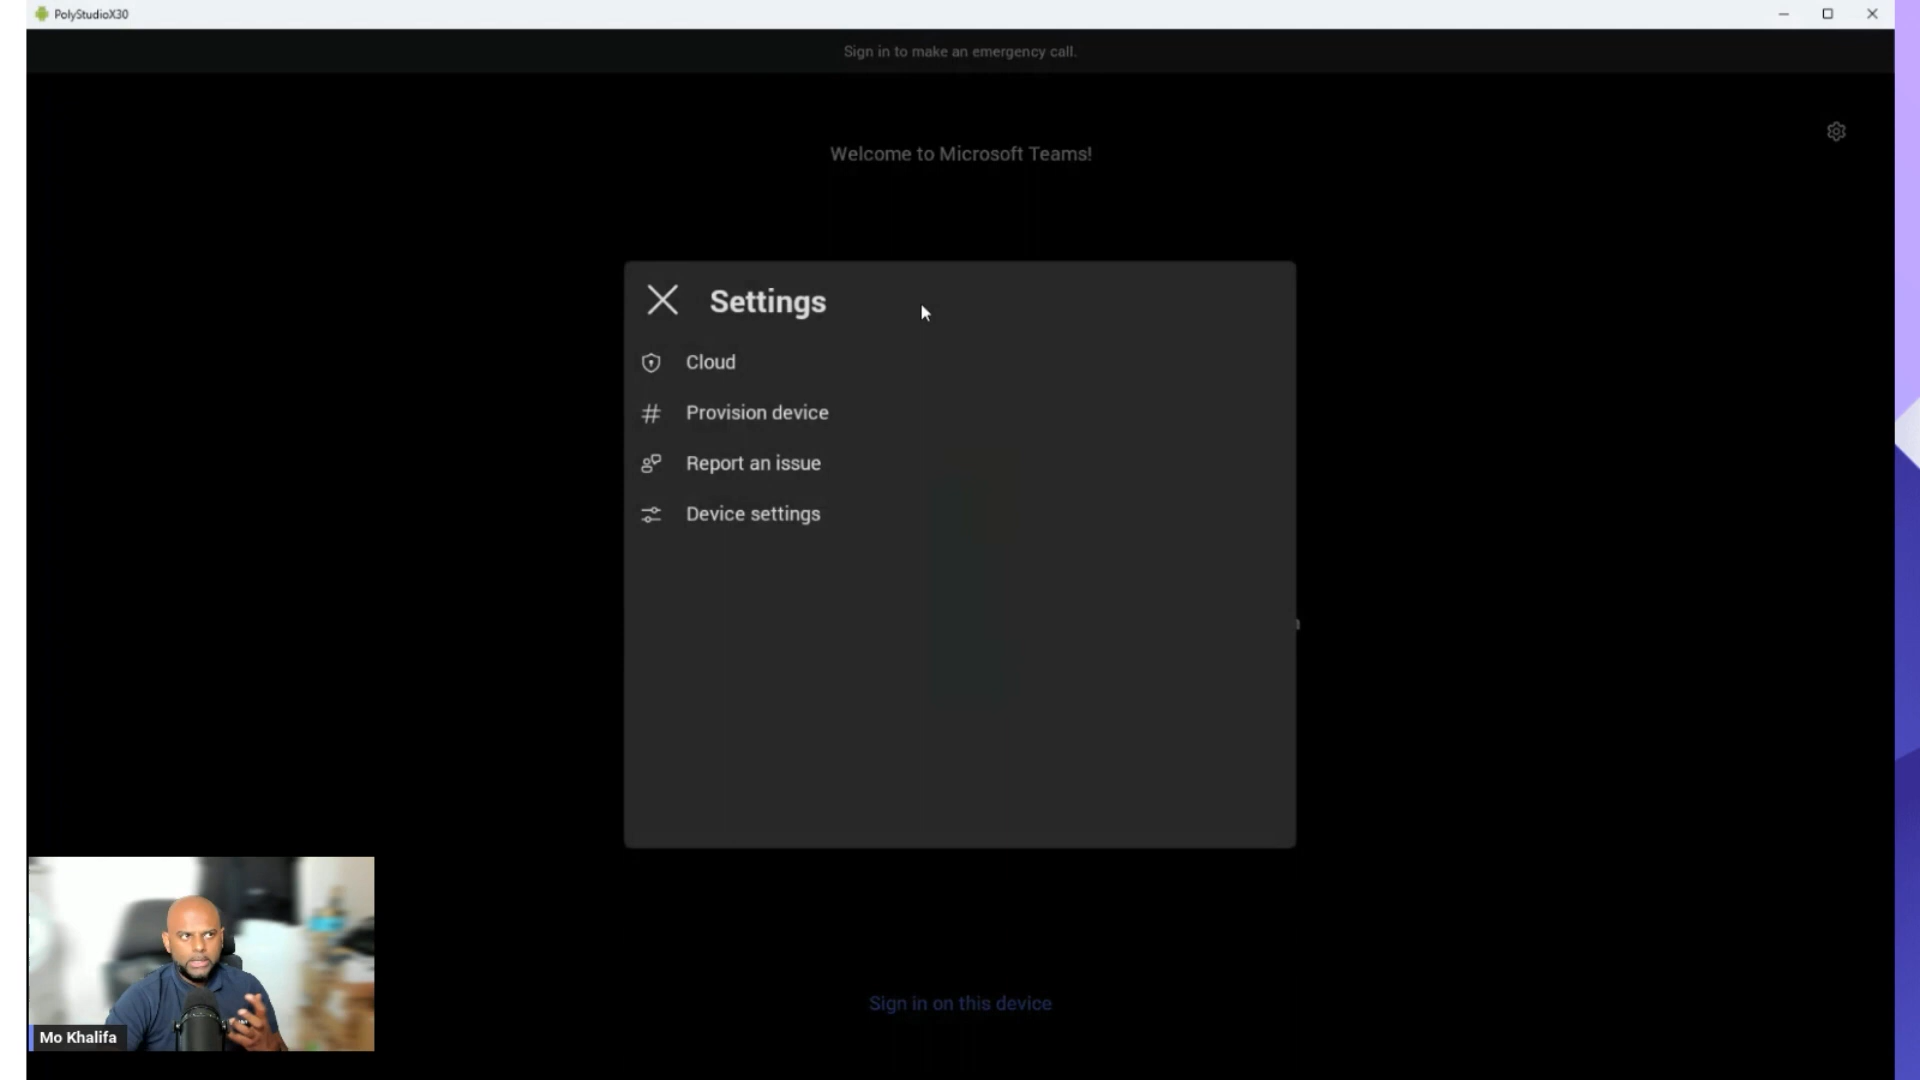 PolyStudioX30
Sign in to make an emergency call.
Welcome to Microsoft Teams!
Settings
Cloud
Provision device
Report an issue
Device settings
Sign in on this device
Mo Khalifa